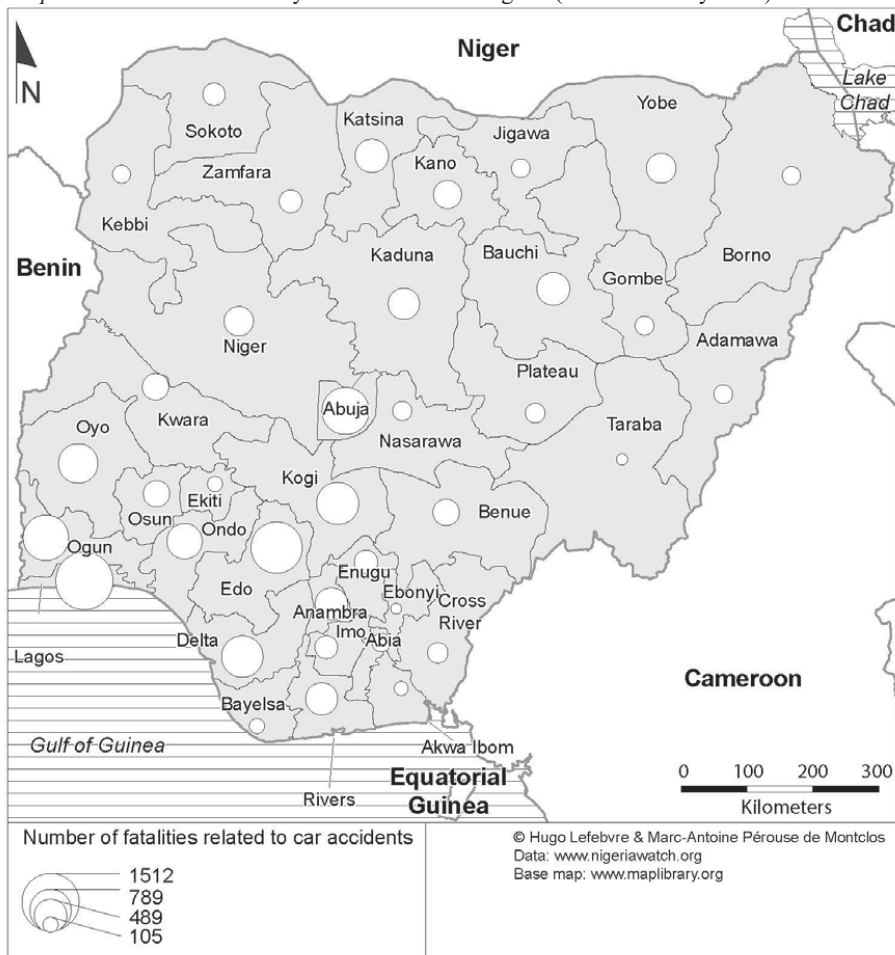 Chad
Niger
Lake
Chad
N
Sokoto
Katsina
Jigawa
Yobe
Kano
Zamfara
Kebbi
Benin
Kaduna
Bauchi
Gombe
Borno
Niger
Adamawa
Plateau
Abuja
Oyo
Kwara
Nasarawa
Taraba
Kogi
Osun
Ekiti
Ondo
Benue
Ogun
Enugu
Edo
Ebonyi
Cross
River
Anambra
Imo
Abia
Delta
Lagos
Cameroon
Bayelsa
Gulf of Guinea
Akwa Ibom
Rivers
Equatorial
Guinea
0 100 200 300
Kilometers
Number of fatalities related to car accidents
1512
789
489
105
© Hugo Lefebvre & Marc-Antoine Pérouse de Montclos
Data: www.nigeriawatch.org
Base map: www.maplibrary.org